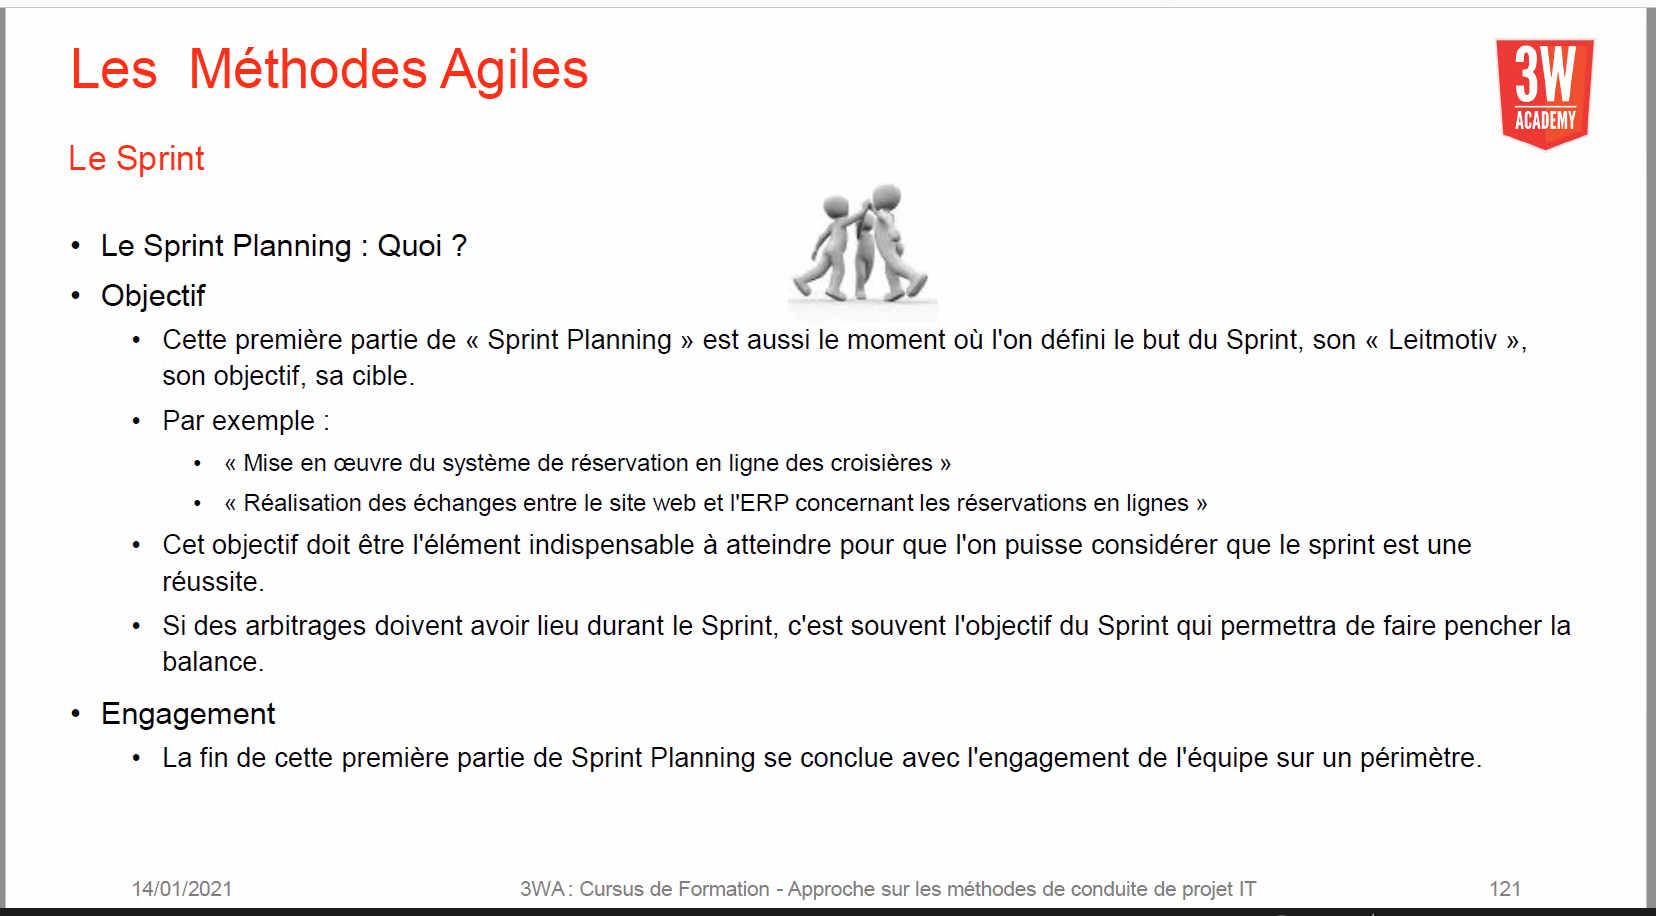 Les Méthodes Agiles
3W
ACADEMY
Le Sprint
• Le Sprint Planning : Quoi ?
• Objectif
• Cette première partie de « Sprint Planning » est aussi le moment où l'on défini le but du Sprint, son « Leitmotiv »,
son objectif, sa cible.
• Par exemple :
• « Mise en œuvre du système de réservation en ligne des croisières »
• « Réalisation des échanges entre le site web et l'ERP concernant les réservations en lignes »
• Cet objectif doit être l'élément indispensable à atteindre pour que l'on puisse considérer que le sprint est une
réussite.
• Si des arbitrages doivent avoir lieu durant le Sprint, c'est souvent l'objectif du Sprint qui permettra de faire pencher la
balance.
• Engagement
• La fin de cette première partie de Sprint Planning se conclue avec l'engagement de l'équipe sur un périmètre.
14/01/2021
3WA : Cursus de Formation - Approche sur les méthodes de conduite de projet IT
121